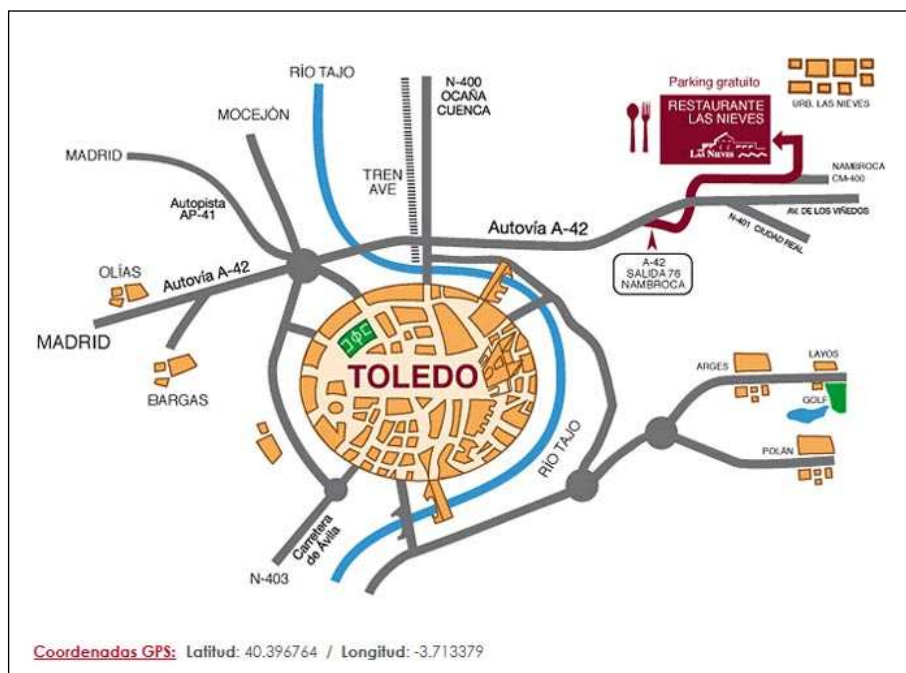 RÍO TAJO
N-400
OCAÑA
CUENCA
Parking gratuito
RESTAURANTE
LAS NIEVES
LAS NIEVES
URB. LAS NIEVES
MOCEJÓN
MADRID
TREN
AVE
NAMBROCA
CM-400
Autopista
AP-41
Autovía A-42
AV. DE LOS VIÑEDOS
N-401 CIUDAD REAL
OLÍAS
Autovía A-42
A-42
SALIDA 76
NAMBROCA
MADRID
BARGAS
TOLEDO
ARGES
LAYOS
GOLF
POLÁN
RÍO TAJO
Carretera
de Ávila
N-403
Coordenadas GPS: Latitud: 40.396764 / Longitud: -3.713379